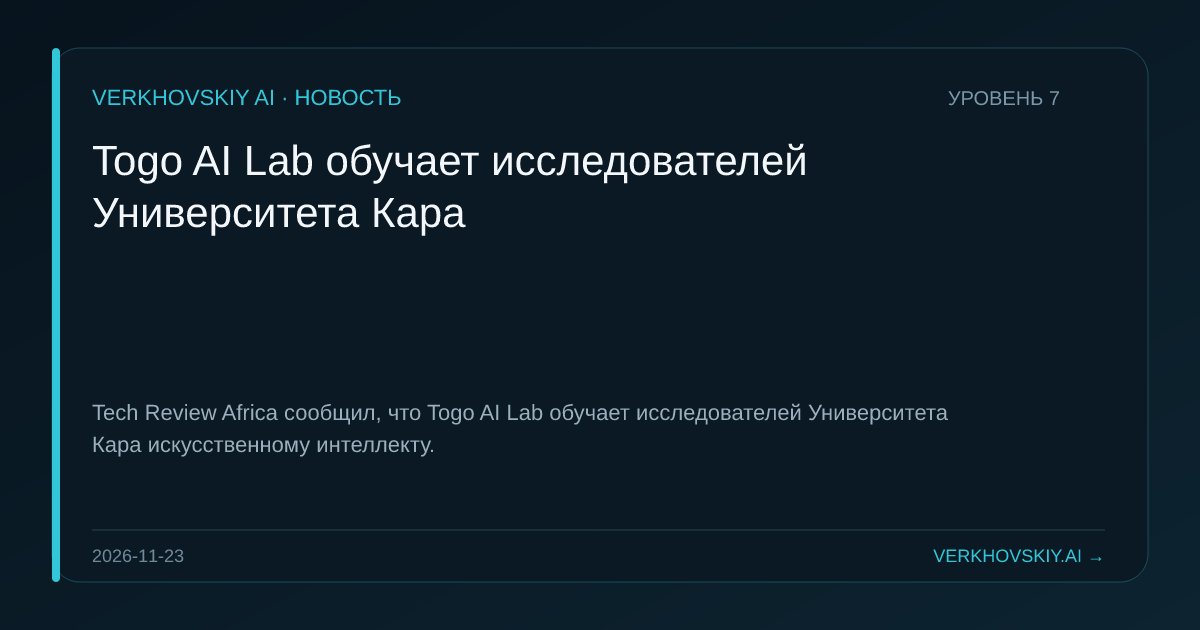 VERKHOVSKIY AI · НОВОСТЬ
УРОВЕНЬ 7
Togo AI Lab обучает исследователей
Университета Кара
Tech Review Africa сообщил, что Togo AI Lab обучает исследователей Университета
Кара искусственному интеллекту.
2026-11-23
VERKHOVSKIY.AI →